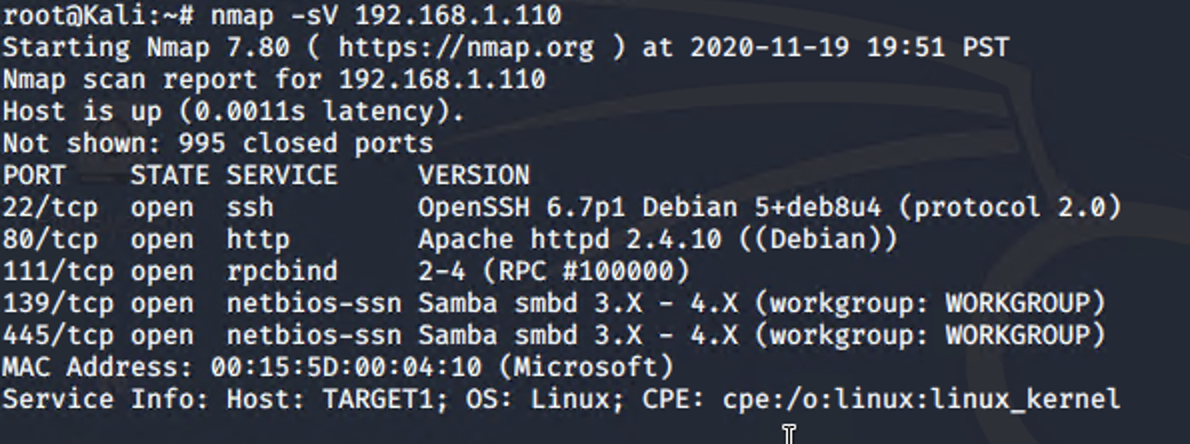 root@Kali:~# nmap -sV 192.168.1.110
Starting Nmap 7.80 ( https://nmap.org ) at 2020-11-19 19:51 PST
Nmap scan report for 192.168.1.110
Host is up (0.0011s latency).
Not shown: 995 closed ports
PORT    STATE SERVICE     VERSION
22/tcp  open  ssh         OpenSSH 6.7p1 Debian 5+deb8u4 (protocol 2.0)
80/tcp  open  http        Apache httpd 2.4.10 ((Debian))
111/tcp open  rpcbind     2-4 (RPC #100000)
139/tcp open  netbios-ssn Samba smbd 3.X - 4.X (workgroup: WORKGROUP)
445/tcp open  netbios-ssn Samba smbd 3.X - 4.X (workgroup: WORKGROUP)
MAC Address: 00:15:5D:00:04:10 (Microsoft)
Service Info: Host: TARGET1; OS: Linux; CPE: cpe:/o:linux:linux_kernel